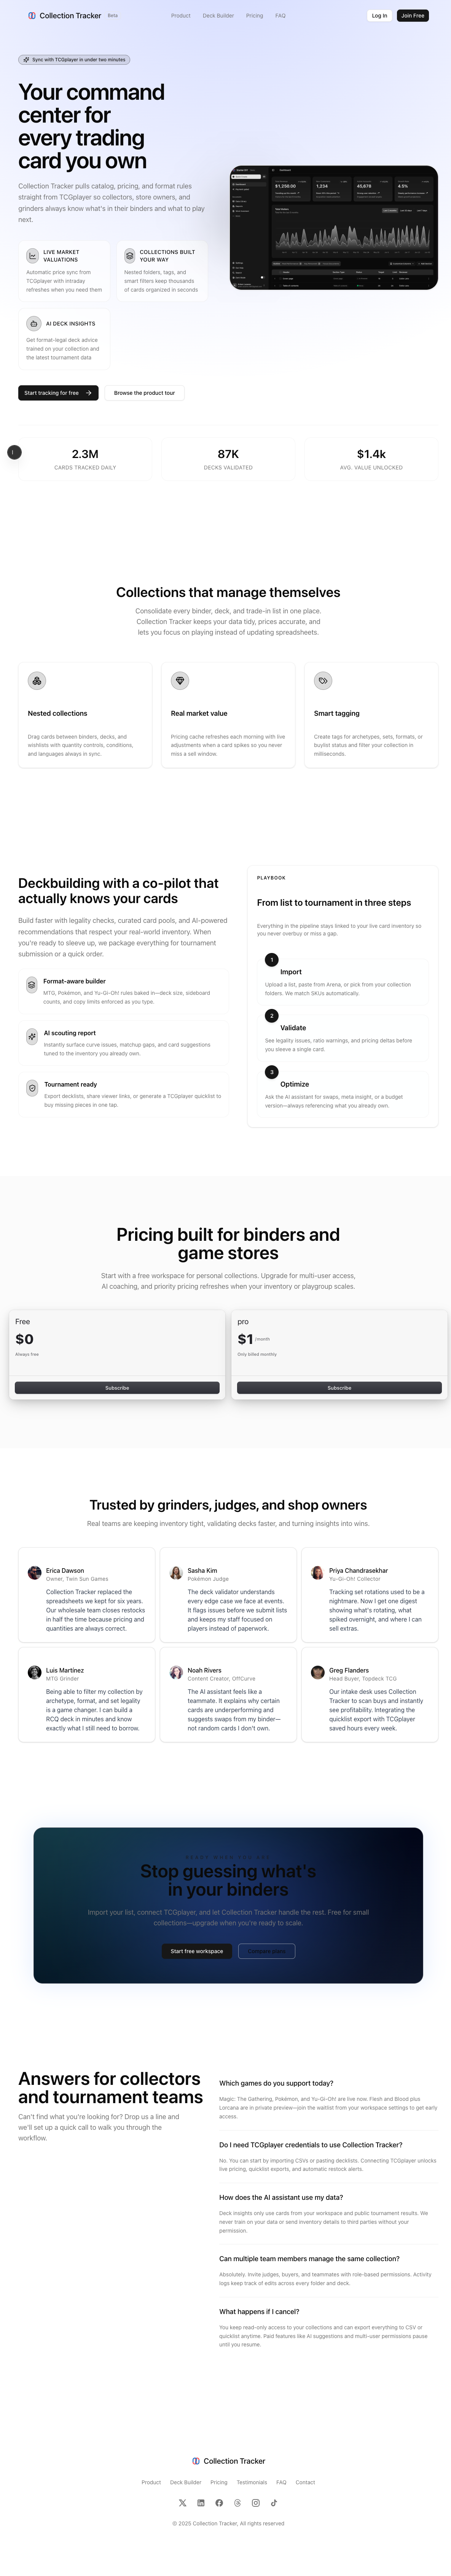 Collection Tracker Beta
Product Deck Builder Pricing FAQ
Log In Join Free
Sync with TCGplayer in under two minutes
Your command
center for
every trading
card you own
Collection Tracker pulls catalog, pricing, and format rules
straight from TCGplayer so collectors, store owners, and
grinders always know what's in their binders and what to play
next.
LIVE MARKET
VALUATIONS
Automatic price sync from
TCGplayer with intraday
refreshes when you need them
COLLECTIONS BUILT
YOUR WAY
Nested folders, tags, and
smart filters keep thousands
of cards organized in seconds
AI DECK INSIGHTS
Get format-legal deck advice
trained on your collection and
the latest tournament data
Start tracking for free
Browse the product tour
$1,250.00
1,234
45,678
4.5%
2.3M
CARDS TRACKED DAILY
87K
DECKS VALIDATED
$1.4k
AVG. VALUE UNLOCKED
Collections that manage themselves
Consolidate every binder, deck, and trade-in list in one place.
Collection Tracker keeps your data tidy, prices accurate, and
lets you focus on playing instead of updating spreadsheets.
Nested collections
Drag cards between binders, decks, and
wishlists with quantity controls, conditions,
and languages always in sync.
Real market value
Pricing cache refreshes each morning with live
adjustments when a card spikes so you never
miss a sell window.
Smart tagging
Create tags for archetypes, sets, formats, or
buylist status and filter your collection in
milliseconds.
Deckbuilding with a co-pilot that
actually knows your cards
Build faster with legality checks, curated card pools, and AI-powered
recommendations that respect your real-world inventory. When
you're ready to sleeve up, we package everything for tournament
submission or a quick order.
Format-aware builder
MTG, Pokémon, and Yu-Gi-Oh! rules baked in—deck size, sideboard
counts, and copy limits enforced as you type.
AI scouting report
Instantly surface curve issues, matchup gaps, and card suggestions
tuned to the inventory you already own.
Tournament ready
Export decklists, share viewer links, or generate a TCGplayer quicklist to
buy missing pieces in one tap.
PLAYBOOK
From list to tournament in three steps
Everything in the pipeline stays linked to your live card inventory so
you never overbuy or miss a gap.
1
Import
Upload a list, paste from Arena, or pick from your collection
folders. We match SKUs automatically.
2
Validate
See legality issues, ratio warnings, and pricing deltas before
you sleeve a single card.
3
Optimize
Ask the AI assistant for swaps, meta insight, or a budget
version—always referencing what you already own.
Pricing built for binders and
game stores
Start with a free workspace for personal collections. Upgrade for multi-user access,
AI coaching, and priority pricing refreshes when your inventory or playgroup scales.
Free
$0
Always free
Subscribe
pro
$1 /month
Only billed monthly
Subscribe
Trusted by grinders, judges, and shop owners
Real teams are keeping inventory tight, validating decks faster, and turning insights into wins.
Erica Dawson
Owner, Twin Sun Games
Collection Tracker replaced the
spreadsheets we kept for six years.
Our wholesale team closes restocks
in half the time because pricing and
quantities are always correct.
Sasha Kim
Pokémon Judge
The deck validator understands
every edge case we face at events.
It flags issues before we submit lists
and keeps my staff focused on
players instead of paperwork.
Priya Chandrasekhar
Yu-Gi-Oh! Collector
Tracking set rotations used to be a
nightmare. Now I get one digest
showing what's rotating, what
spiked overnight, and where I can
sell extras.
Luis Martínez
MTG Grinder
Being able to filter my collection by
archetype, format, and set legality
is a game changer. I can build a
RCQ deck in minutes and know
exactly what I still need to borrow.
Noah Rivers
Content Creator, OffCurve
The AI assistant feels like a
teammate. It explains why certain
cards are underperforming and
suggests swaps from my binder—
not random cards I don't own.
Greg Flanders
Head Buyer, Topdeck TCG
Our intake desk uses Collection
Tracker to scan buys and instantly
see profitability. Integrating the
quicklist export with TCGplayer
saved hours every week.
Stop guessing what's
in your binders
Import your list, connect TCGplayer, and let Collection Tracker handle the rest. Free for small
collections—upgrade when you're ready to scale.
Start free workspace
Compare plans
Answers for collectors
and tournament teams
Can't find what you're looking for? Drop us a line and
we'll set up a quick call to walk you through the
workflow.
Which games do you support today?
Magic: The Gathering, Pokémon, and Yu-Gi-Oh! are live now. Flesh and Blood plus
Lorcana are in private preview—join the waitlist from your workspace settings to get early
access.
Do I need TCGplayer credentials to use Collection Tracker?
No. You can start by importing CSVs or pasting decklists. Connecting TCGplayer unlocks
live pricing, quicklist exports, and automatic restock alerts.
How does the AI assistant use my data?
Deck insights only use cards from your workspace and public tournament results. We
never train on your data or send inventory details to third parties without your
permission.
Can multiple team members manage the same collection?
Absolutely. Invite judges, buyers, and teammates with role-based permissions. Activity
logs keep track of edits across every folder and deck.
What happens if I cancel?
You keep read-only access to your collections and can export everything to CSV or
quicklist anytime. Paid features like AI suggestions and multi-user permissions pause
until you resume.
Collection Tracker
Product Deck Builder Pricing Testimonials FAQ Contact
© 2025 Collection Tracker, All rights reserved